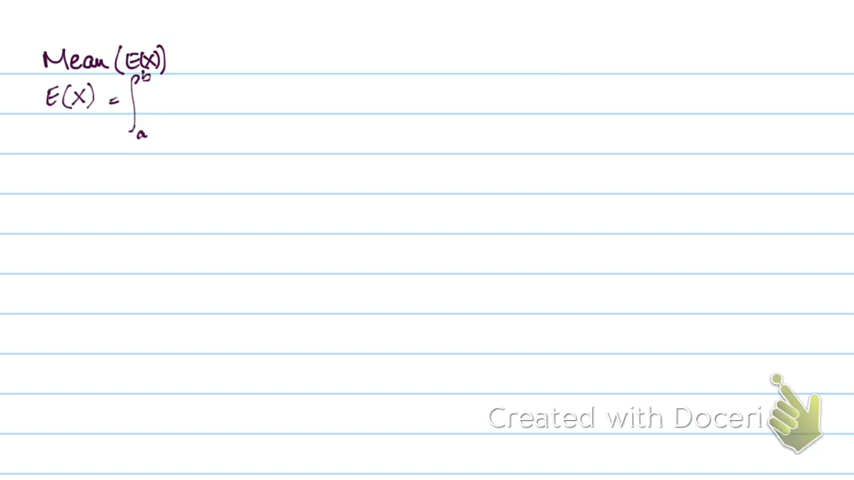 Mean (E(X))
E(X) = ∫_a^b
Created with Doceri